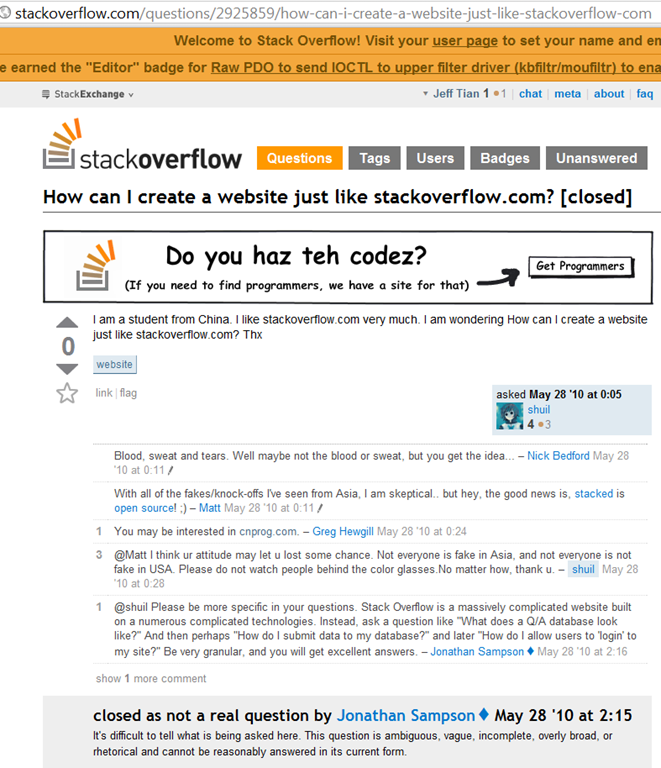 stackoverflow.com/questions/2925859/how-can-i-create-a-website-just-like-stackoverflow-com
Welcome to Stack Overflow! Visit your user page to set your name and em
e earned the "Editor" badge for Raw PDO to send IOCTL to upper filter driver (kbfiltr/moufiltr) to ena
StackExchange
Jeff Tian 1 1 | chat | meta | about | faq
stackoverflow
Questions Tags Users Badges Unanswered
How can I create a website just like stackoverflow.com? [closed]
Do you haz teh codez?
(If you need to find programmers, we have a site for that)
Get Programmers
I am a student from China. I like stackoverflow.com very much. I am wondering How can I create a website
just like stackoverflow.com? Thx
0
website
link | flag
asked May 28 '10 at 0:05
shuil
4 3
Blood, sweat and tears. Well maybe not the blood or sweat, but you get the idea... – Nick Bedford May 28
'10 at 0:11
With all of the fakes/knock-offs I've seen from Asia, I am skeptical.. but hey, the good news is, stacked is
open source! ;) – Matt May 28 '10 at 0:11
1 You may be interested in cnprog.com. – Greg Hewgill May 28 '10 at 0:24
3 @Matt I think ur attitude may let u lost some chance. Not everyone is fake in Asia, and not everyone is not
fake in USA. Please do not watch people behind the color glasses.No matter how, thank u. – shuil May
28 '10 at 0:28
1 @shuil Please be more specific in your questions. Stack Overflow is a massively complicated website built
on a numerous complicated technologies. Instead, ask a question like "What does a Q/A database look
like?" And then perhaps "How do I submit data to my database?" and later "How do I allow users to 'login' to
my site?" Be very granular, and you will get excellent answers. – Jonathan Sampson ♦ May 28 '10 at 2:16
show 1 more comment
closed as not a real question by Jonathan Sampson ♦ May 28 '10 at 2:15
It's difficult to tell what is being asked here. This question is ambiguous, vague, incomplete, overly broad, or
rhetorical and cannot be reasonably answered in its current form.